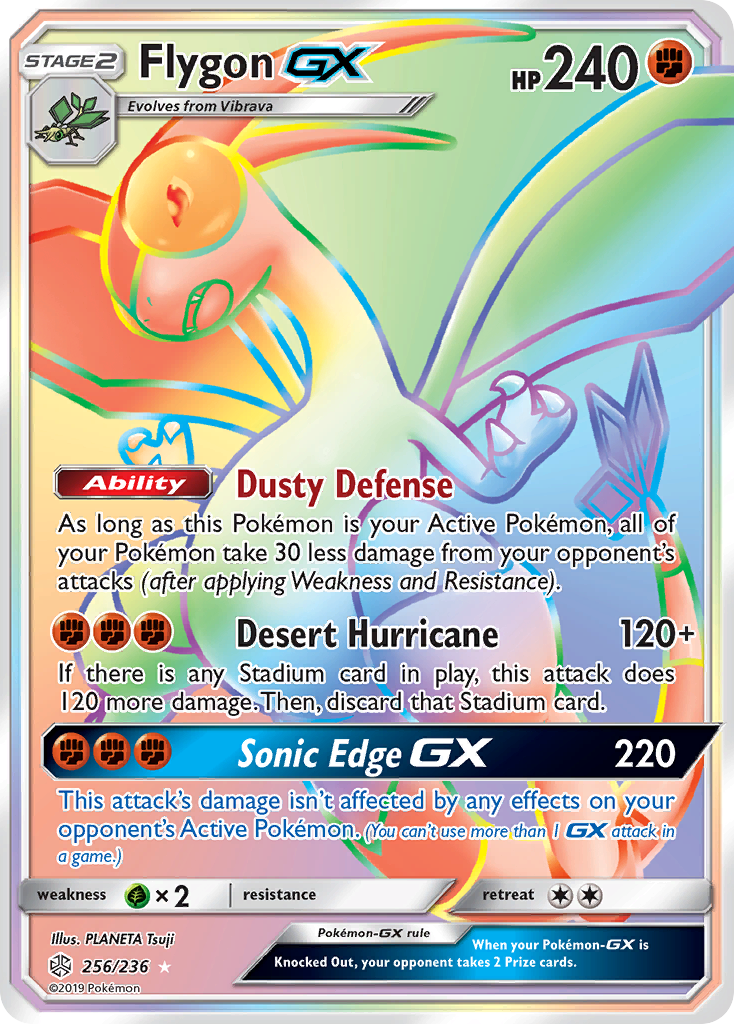 STAGE 2 Flygon GX HP 240
Evolves from Vibrava
Ability Dusty Defense
As long as this Pokémon is your Active Pokémon, all of
your Pokémon take 30 less damage from your opponent's
attacks (after applying Weakness and Resistance).
Desert Hurricane 120+
If there is any Stadium card in play, this attack does
120 more damage. Then, discard that Stadium card.
Sonic Edge GX 220
This attack's damage isn't affected by any effects on your
opponent's Active Pokémon. (You can't use more than 1 GX attack in
a game.)
weakness ×2 resistance retreat
Illus. PLANETA Tsuji
256/236
©2019 Pokémon
Pokémon-GX rule
When your Pokémon-GX is
Knocked Out, your opponent takes 2 Prize cards.